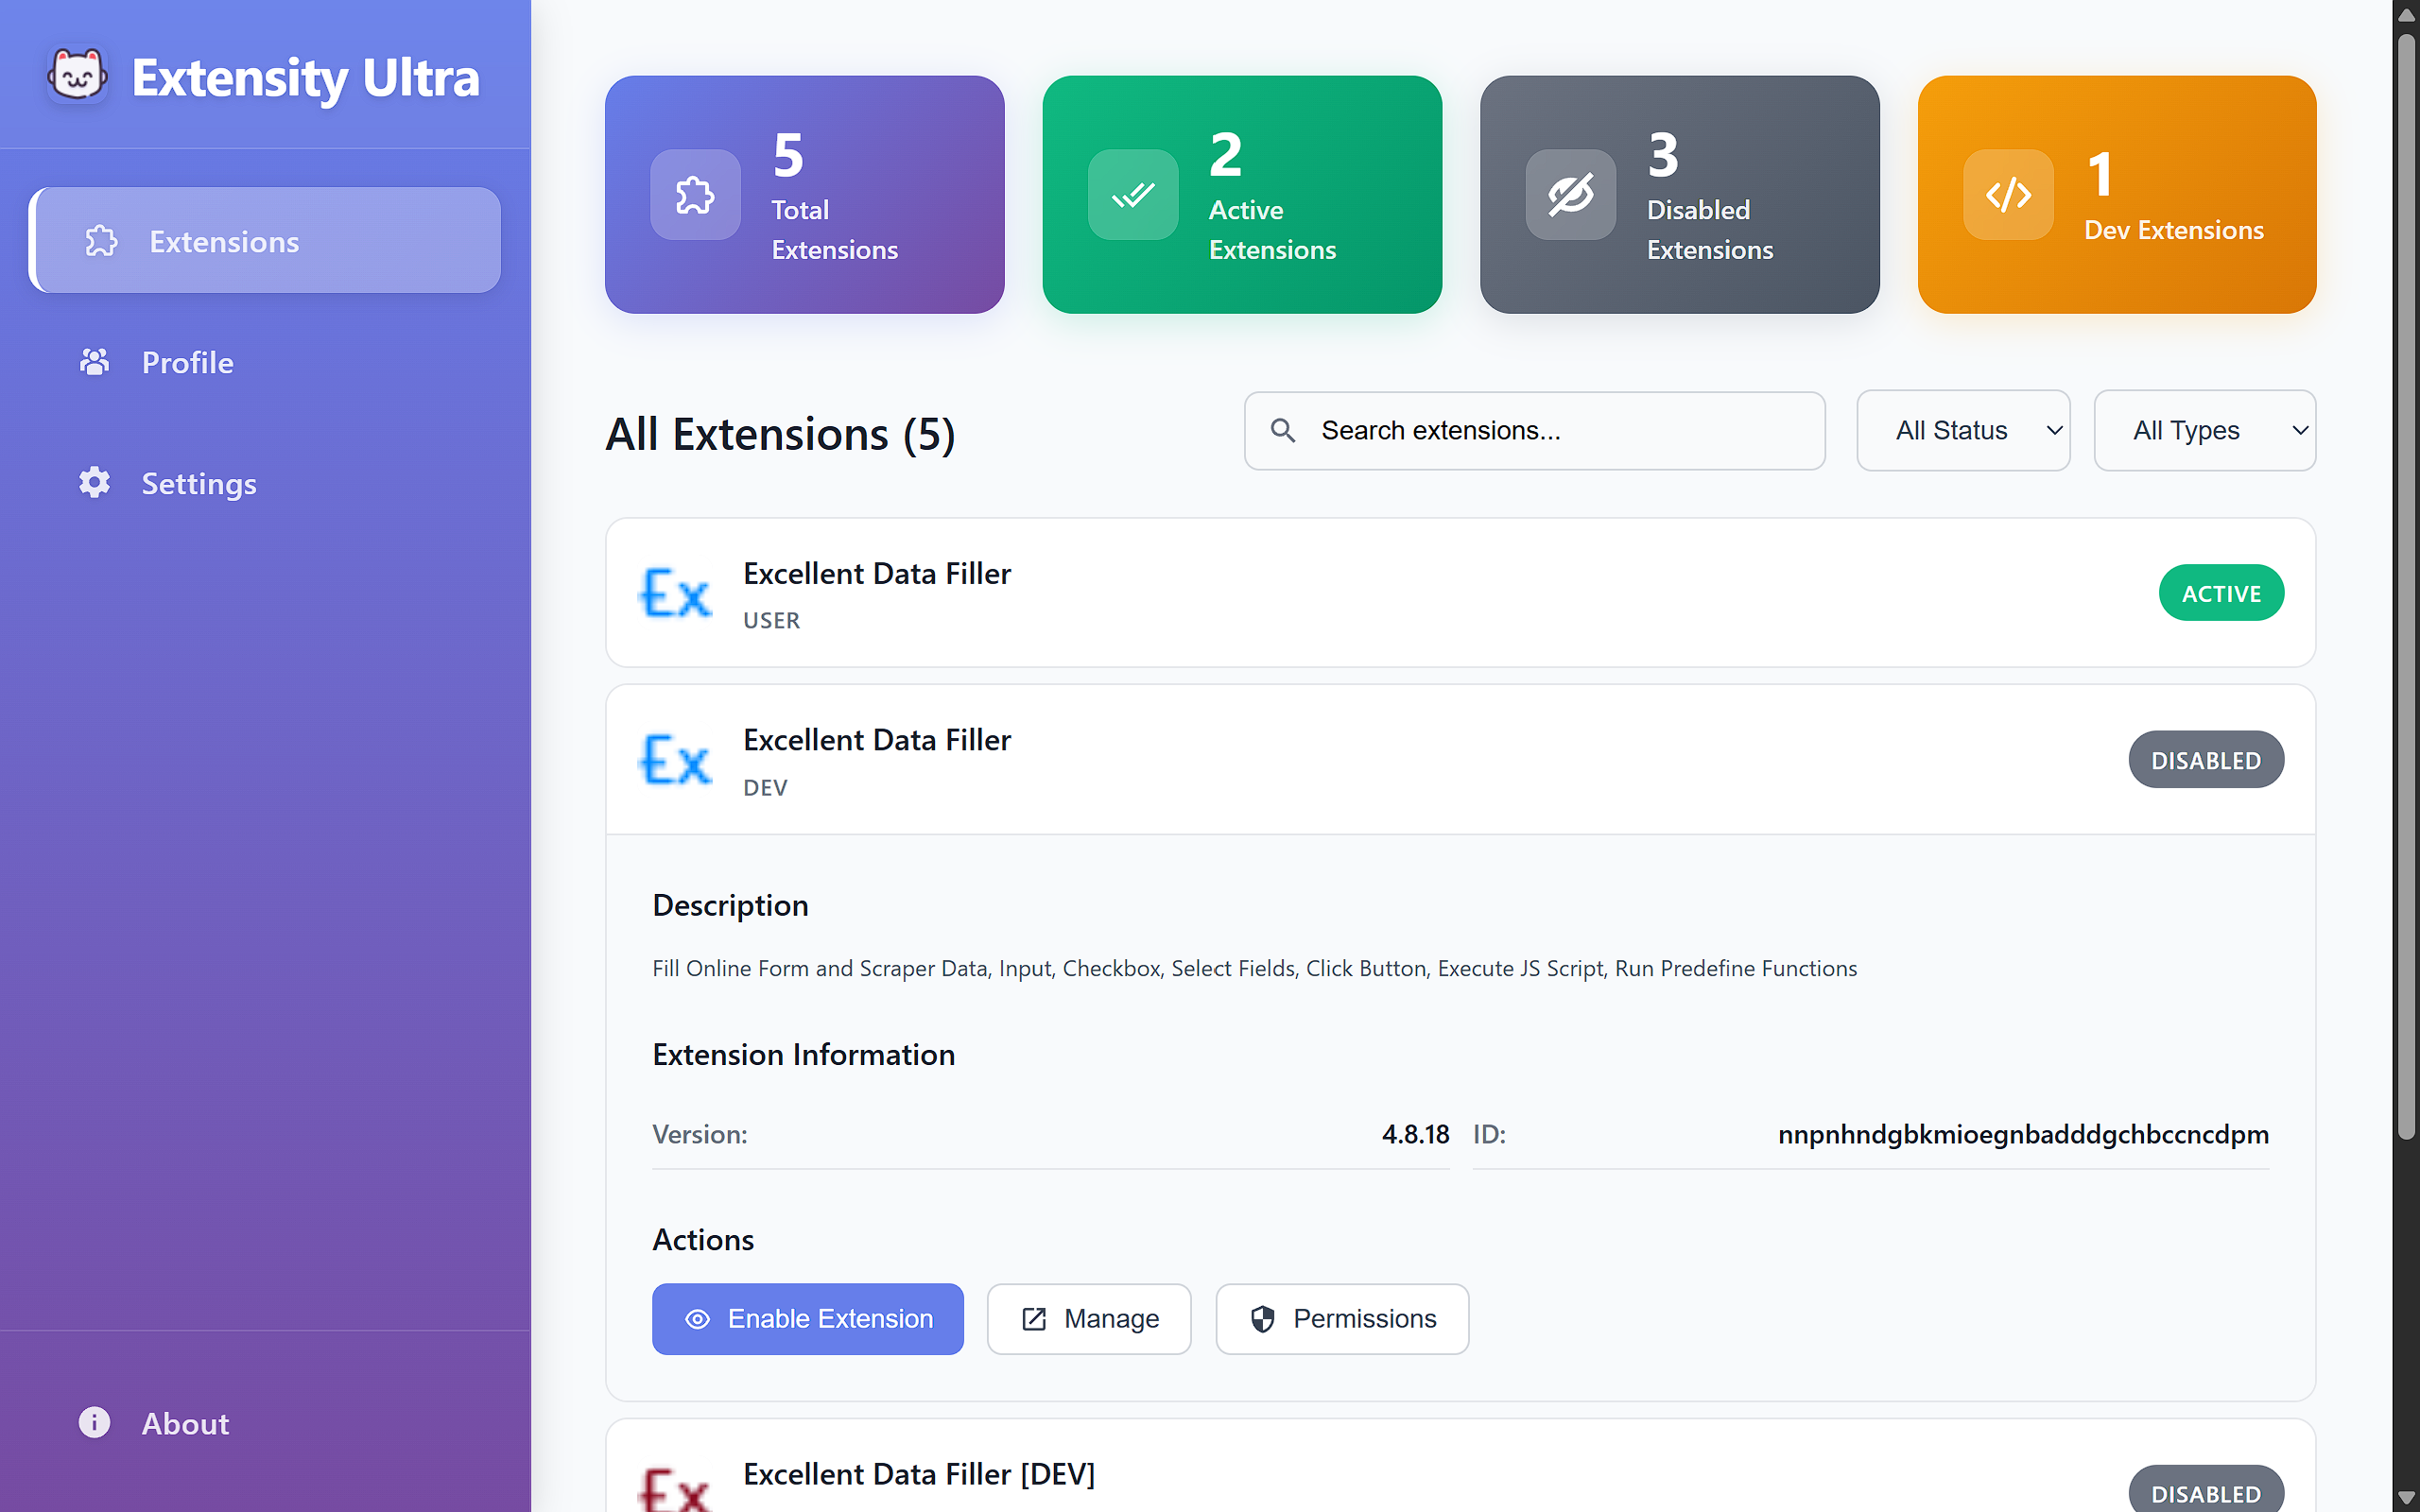 Extensity Ultra
Extensions
Profile
Settings
About
5
Total
Extensions
2
Active
Extensions
3
Disabled
Extensions
1
Dev Extensions
All Extensions (5)
Search extensions...
All Status
All Types
Ex
Excellent Data Filler
USER
ACTIVE
Ex
Excellent Data Filler
DEV
DISABLED
Description
Fill Online Form and Scraper Data, Input, Checkbox, Select Fields, Click Button, Execute JS Script, Run Predefine Functions
Extension Information
Version: 4.8.18
ID: nnpnhndgbkmioegnbadddgchbccncdpm
Actions
Enable Extension
Manage
Permissions
Ex
Excellent Data Filler [DEV]
DISABLED